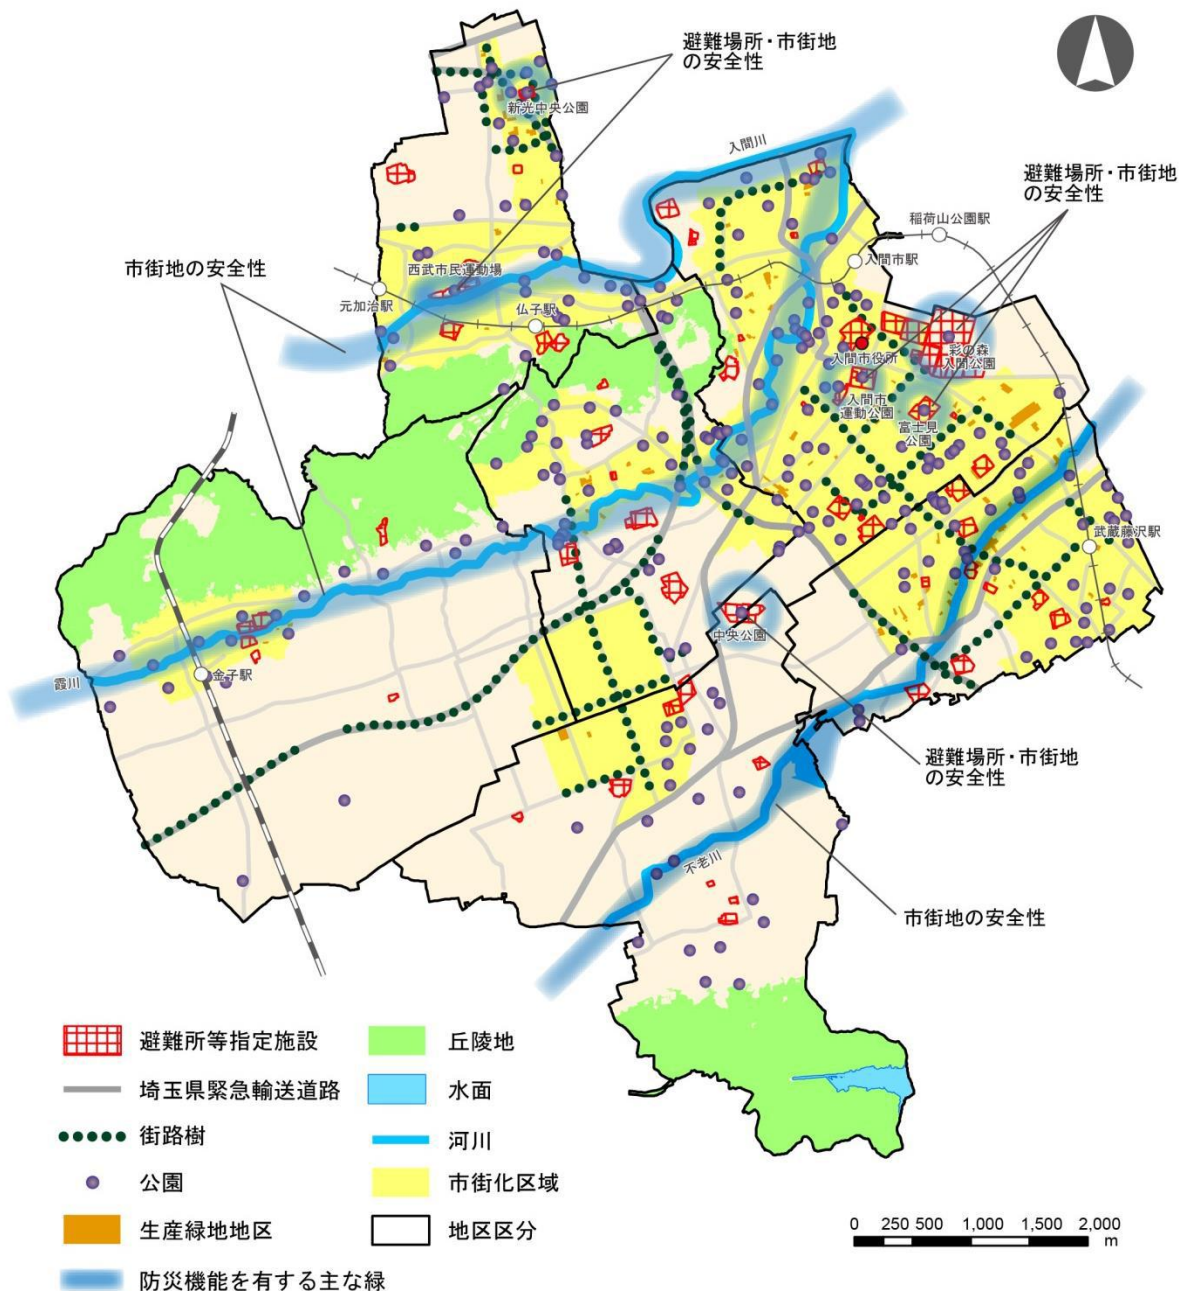 避難場所・市街地
の安全性
新光中央公園
入間川
避難場所・市街地
の安全性
稲荷山公園駅
市街地の安全性
西武市民運動場
入間市駅
元加治駅
仏子駅
入間市役所
彩の森
入間公園
入間市
運動公園
富士見
公園
武蔵藤沢駅
中央公園
霞川
金子駅
避難場所・市街地
の安全性
不老川
市街地の安全性
避難所等指定施設
丘陵地
埼玉県緊急輸送道路
水面
街路樹
河川
公園
市街化区域
生産緑地地区
地区区分
防災機能を有する主な緑
0 250 500 1,000 1,500 2,000
m